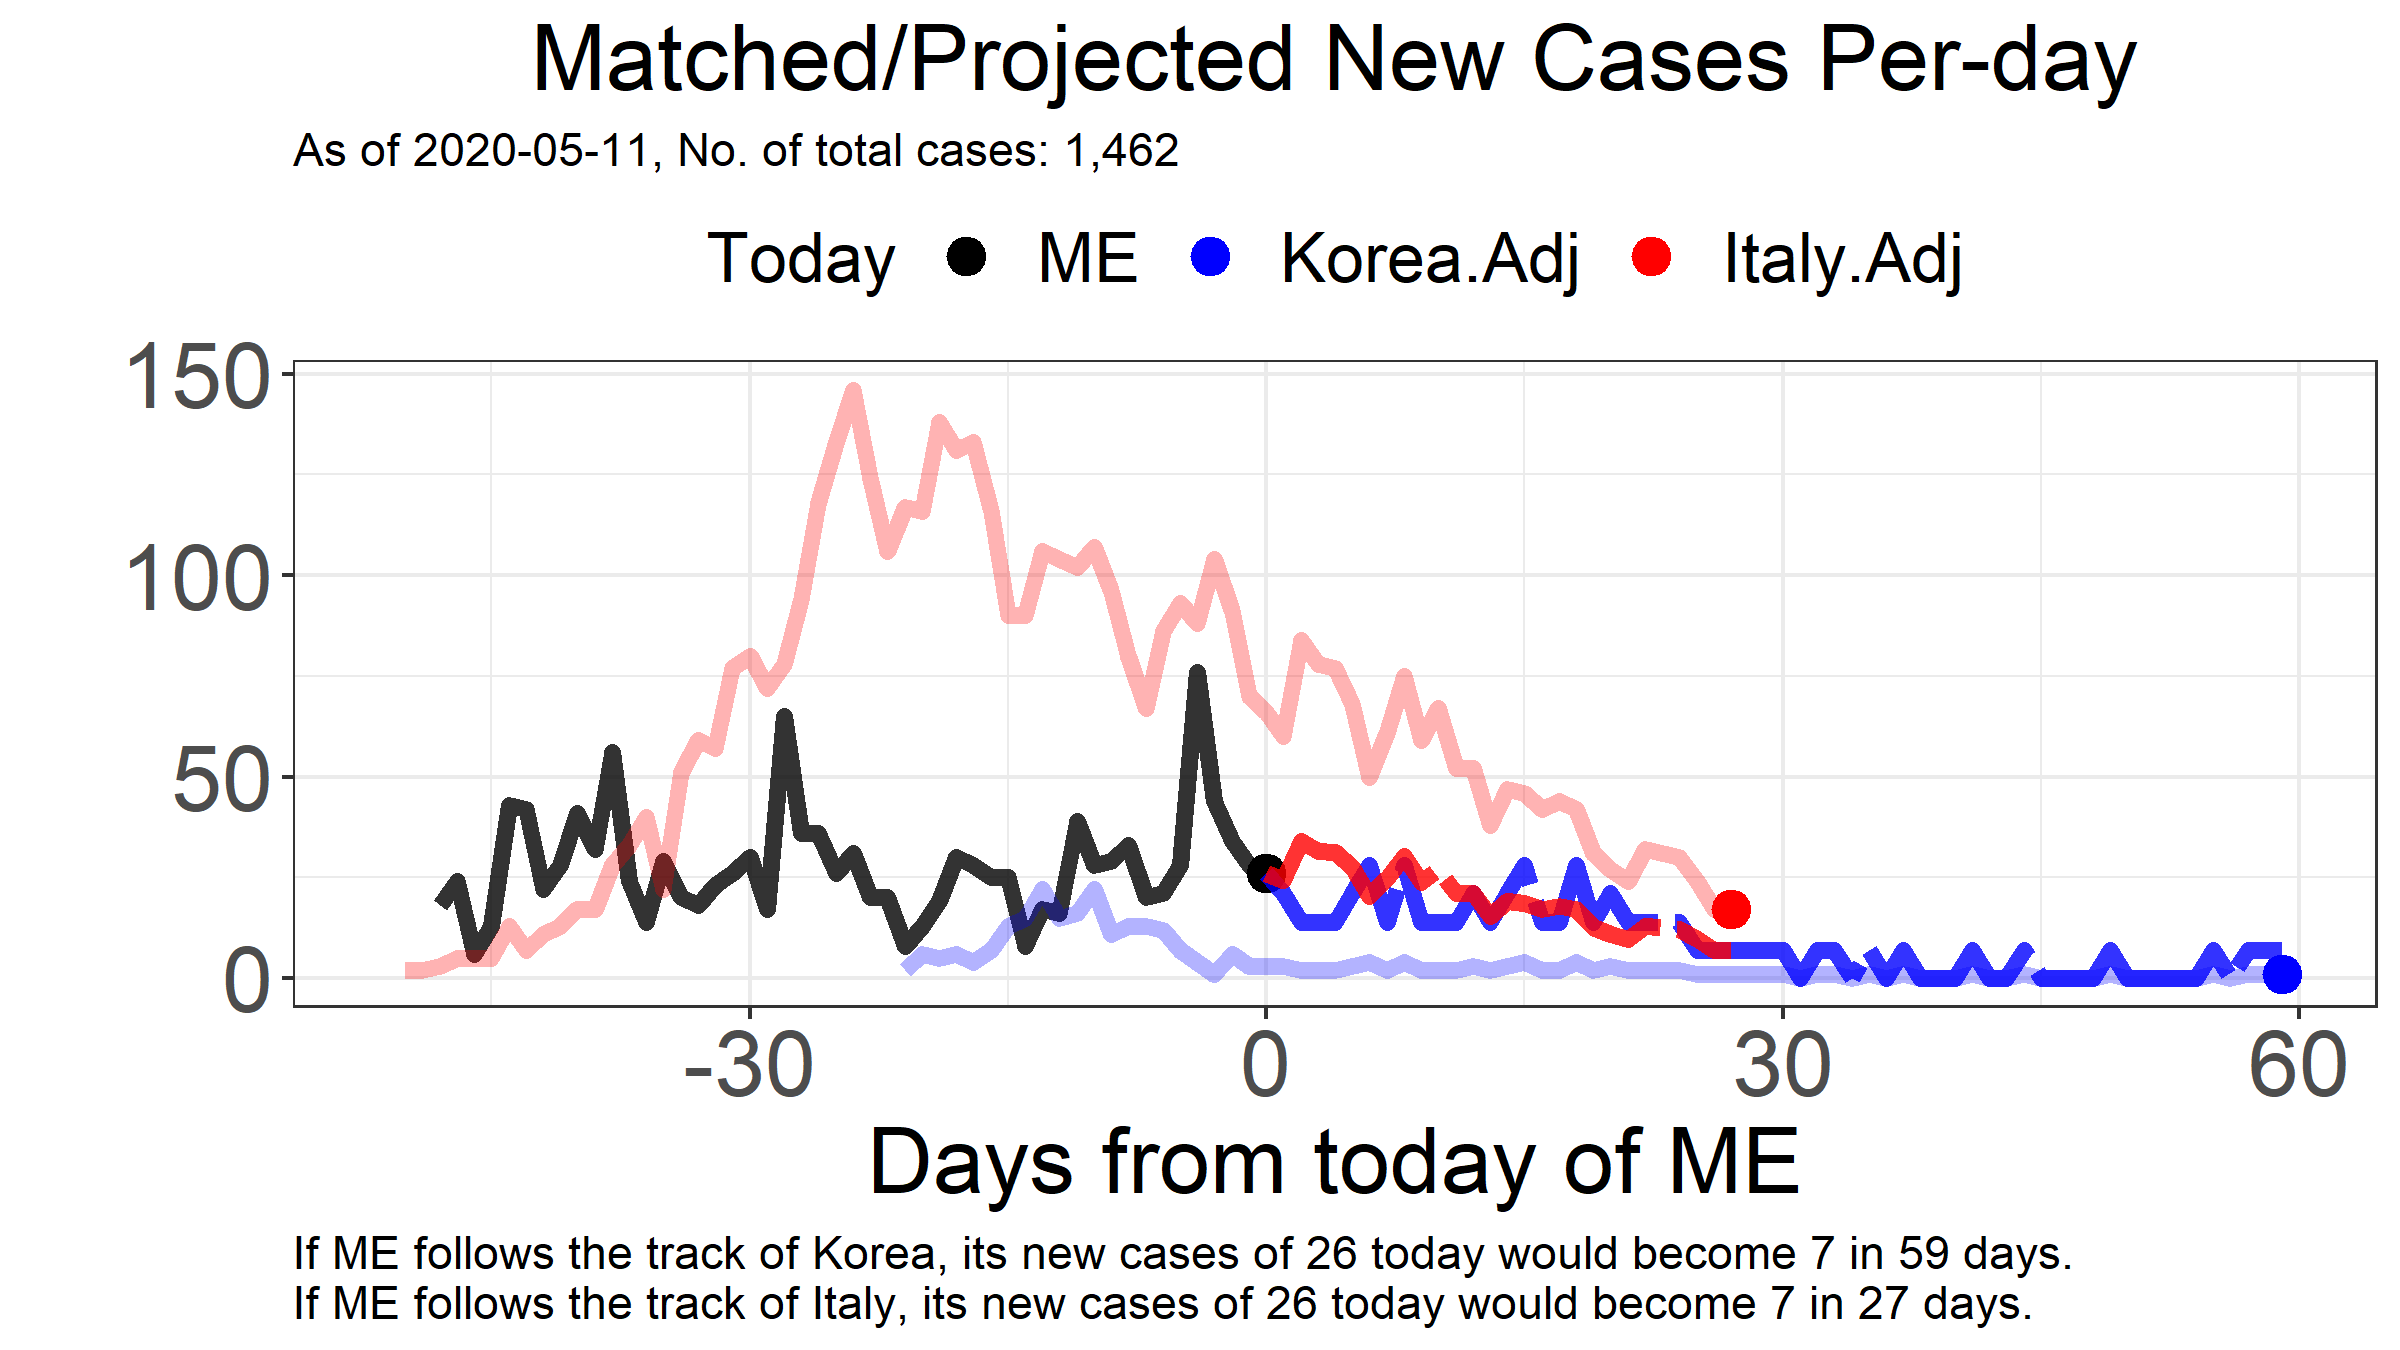 Matched/Projected New Cases Per-day
As of 2020-05-11, No. of total cases: 1,462
Today ME Korea.Adj Italy.Adj
150
100
50
0
-30 0 30 60
Days from today of ME
If ME follows the track of Korea, its new cases of 26 today would become 7 in 59 days.
If ME follows the track of Italy, its new cases of 26 today would become 7 in 27 days.